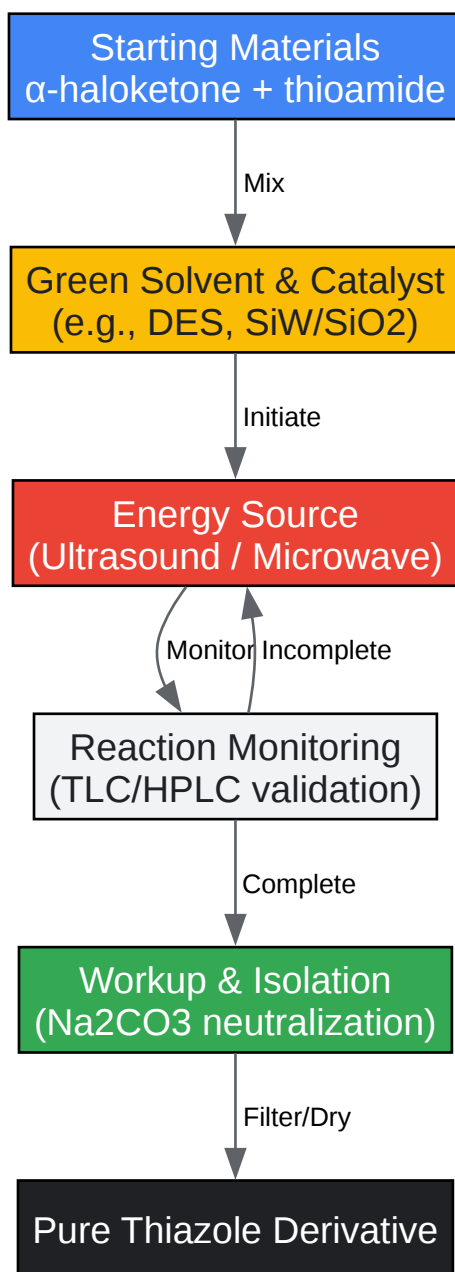 Starting Materials
α-haloketone + thioamide
Mix
Green Solvent & Catalyst
(e.g., DES, SiW/SiO2)
Initiate
Energy Source
(Ultrasound / Microwave)
Monitor
Incomplete
Reaction Monitoring
(TLC/HPLC validation)
Complete
Workup & Isolation
(Na2CO3 neutralization)
Filter/Dry
Pure Thiazole Derivative